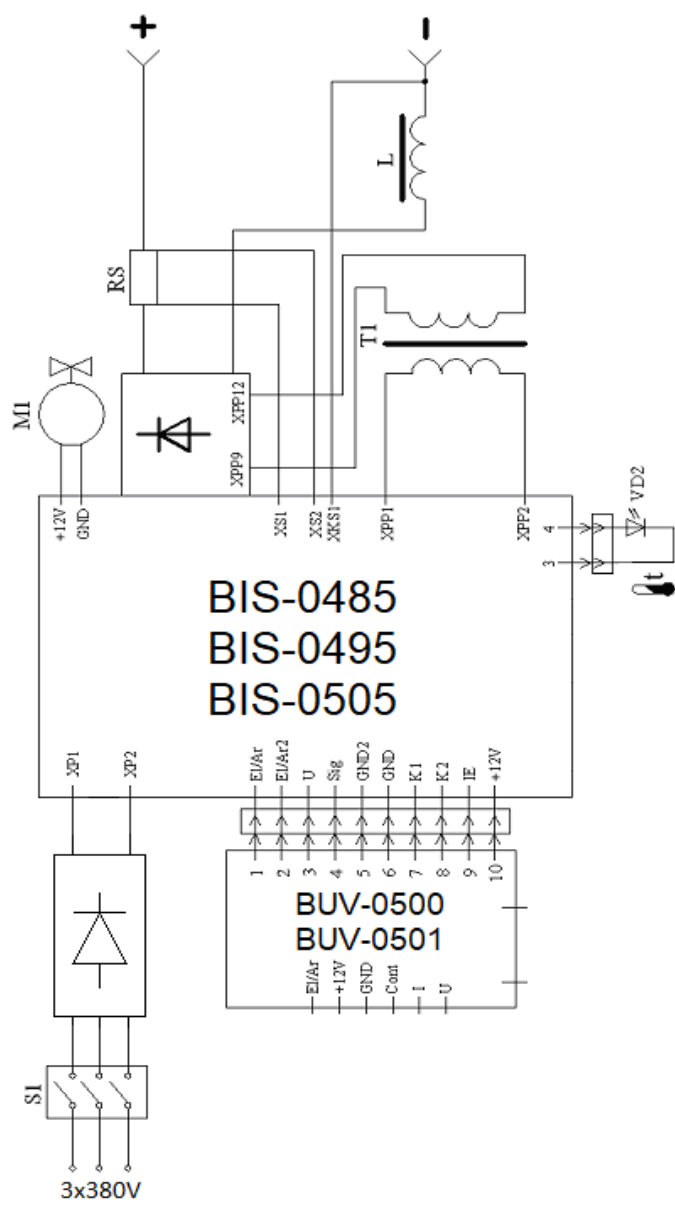 +
-
L
RS
T1
M1
XPP12
XPP9
+12V
GND
XS1
XS2
XKS1
XPP1
XPP2
4
3
VD2
t
BIS-0485
BIS-0495
BIS-0505
XP1
XP2
El/Ar
El/Ar2
U
Sig
GND2
GND
K1
K2
IE
+12V
1
2
3
4
5
6
7
8
9
10
BUV-0500
BUV-0501
El/Ar
+12V
GND
Cont
I
U
S1
3x380V